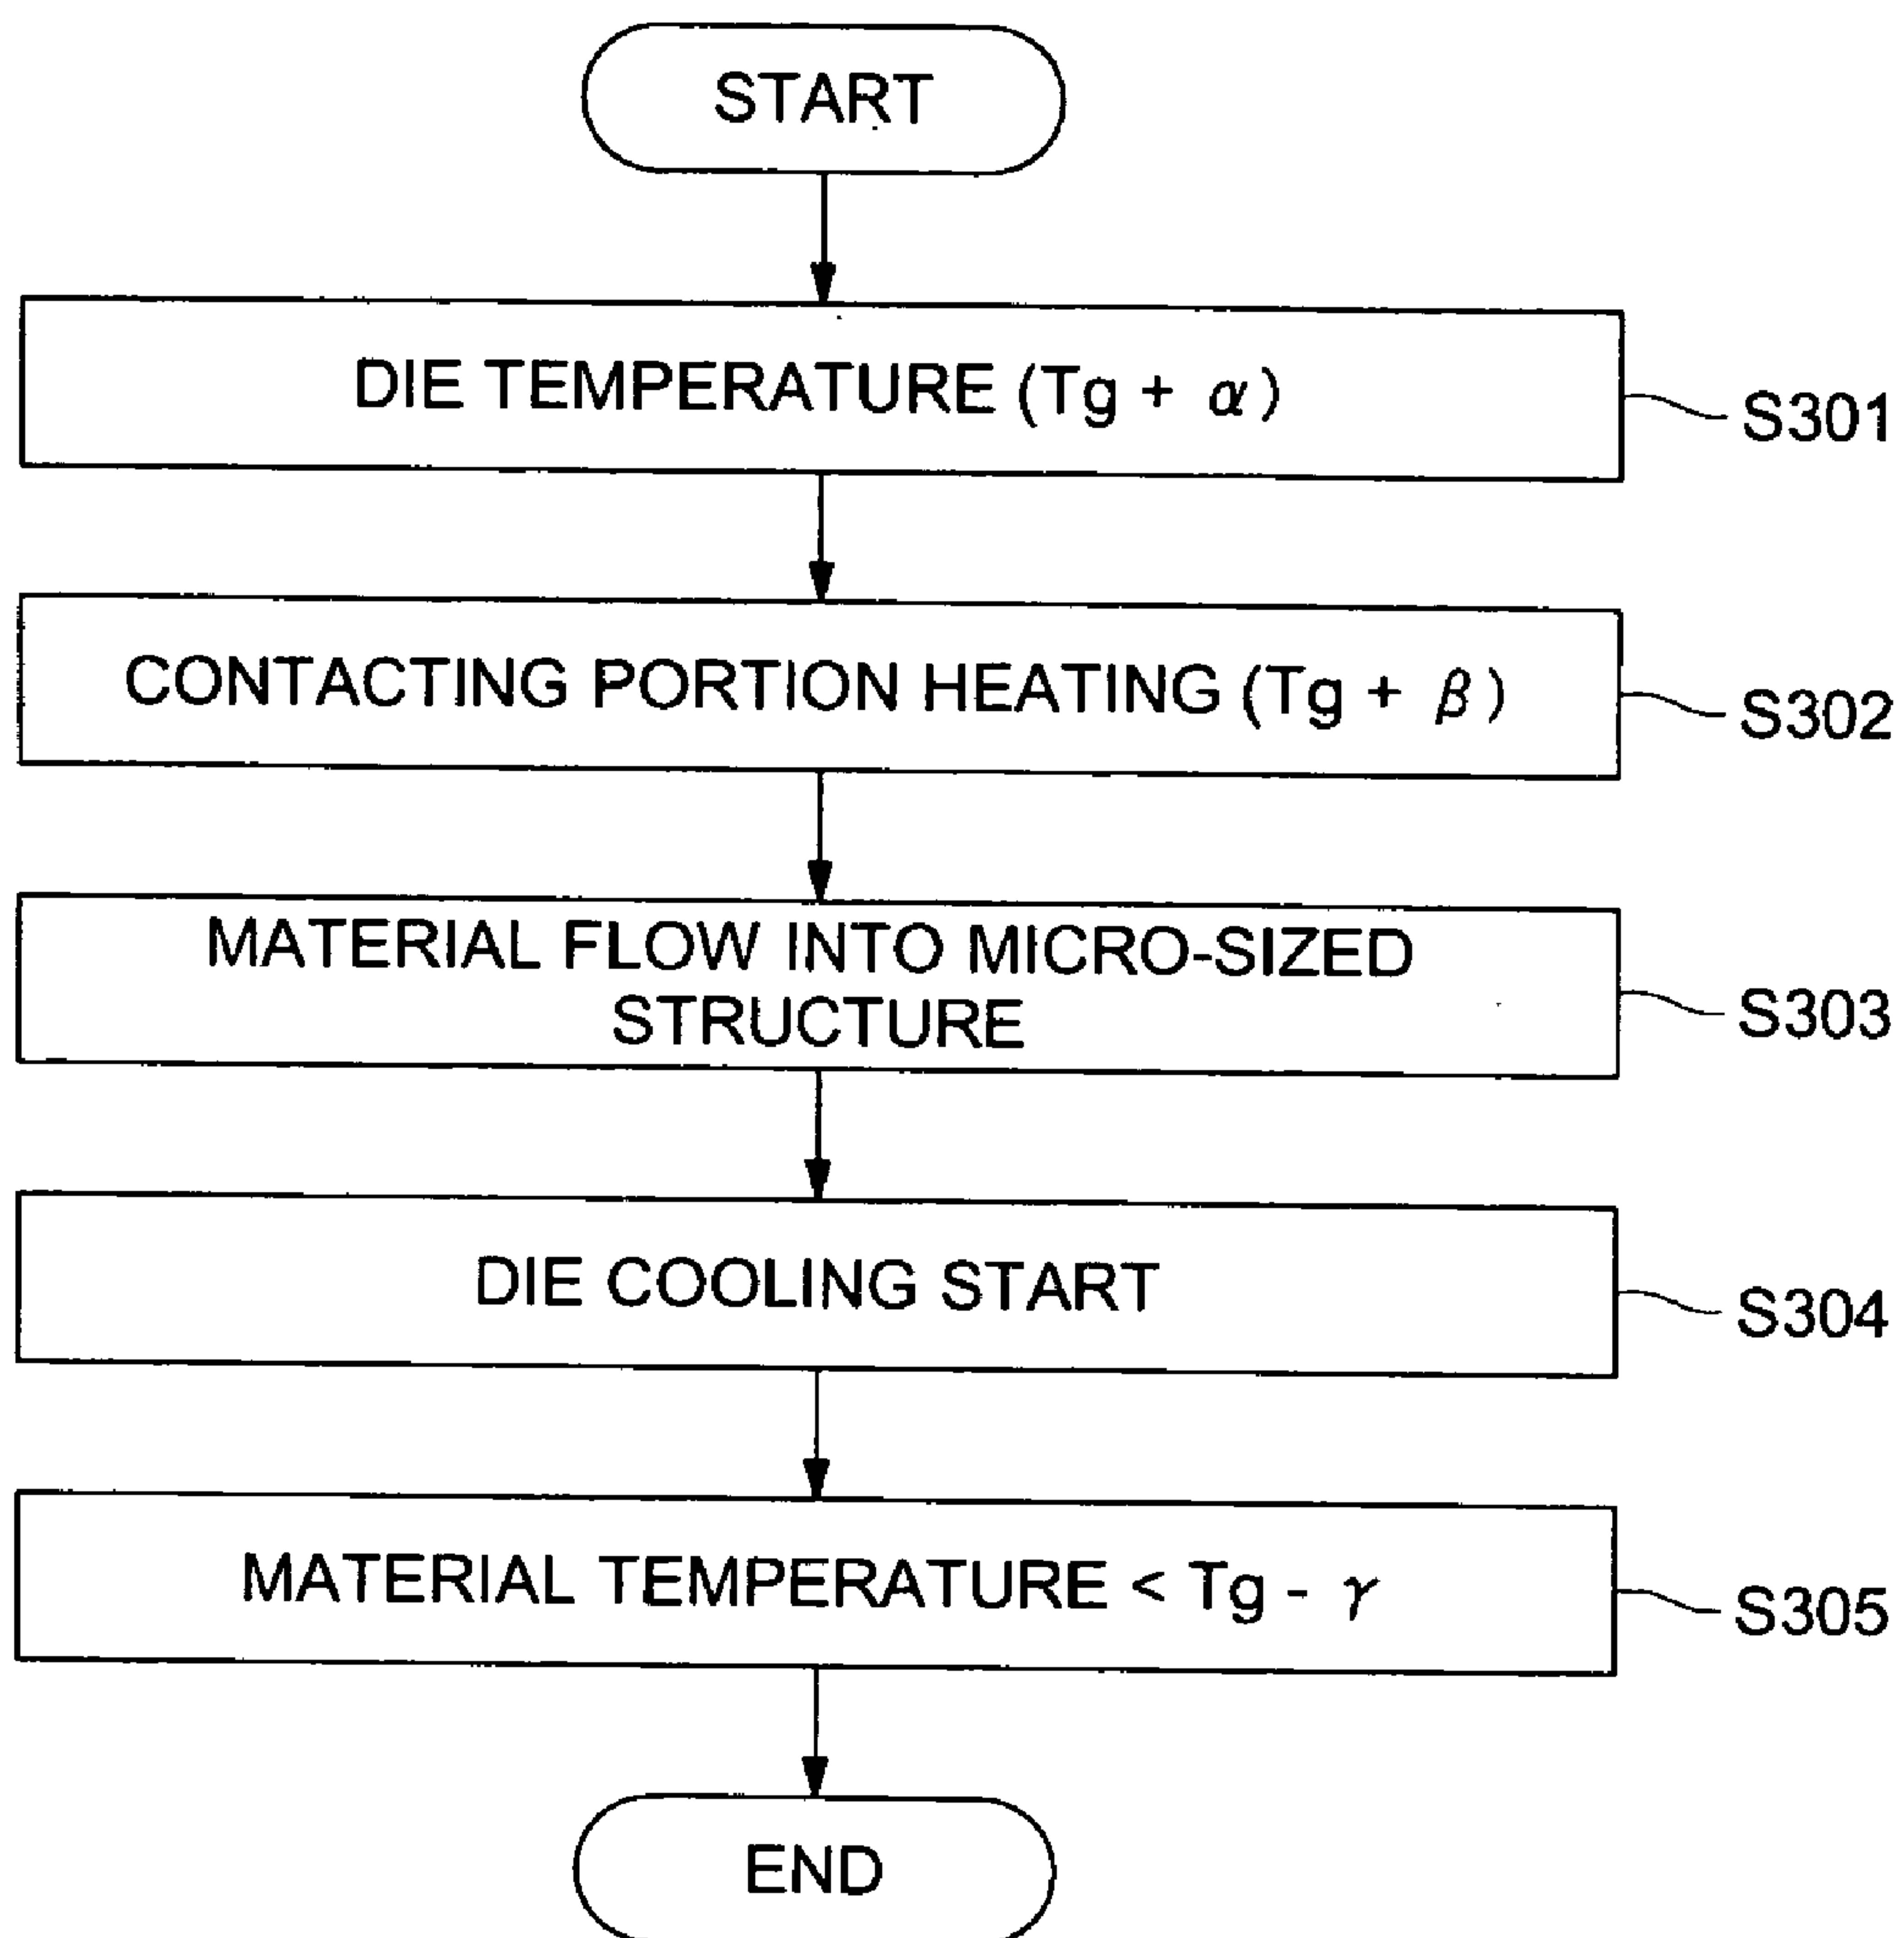 START
DIE TEMPERATURE (Tg + α)
S301
CONTACTING PORTION HEATING (Tg + β)
S302
MATERIAL FLOW INTO MICRO-SIZED
STRUCTURE
S303
DIE COOLING START
S304
MATERIAL TEMPERATURE < Tg - γ
S305
END